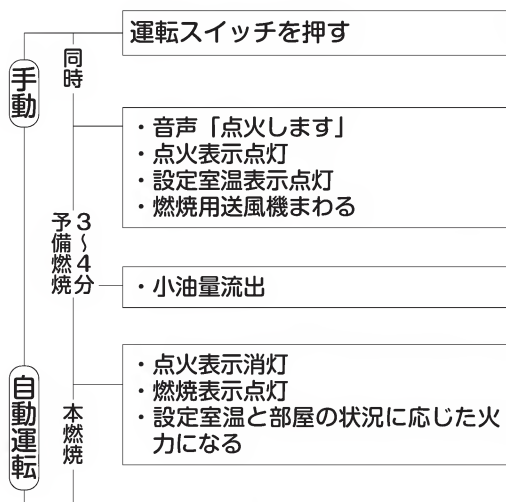 運転スイッチを押す
同時
手動
・音声「点火します」
・点火表示点灯
・設定室温表示点灯
・燃焼用送風機まわる
3〜4分
予備燃焼
・小油量流出
・点火表示消灯
・燃焼表示点灯
・設定室温と部屋の状況に応じた火
力になる
自動運転
本燃焼